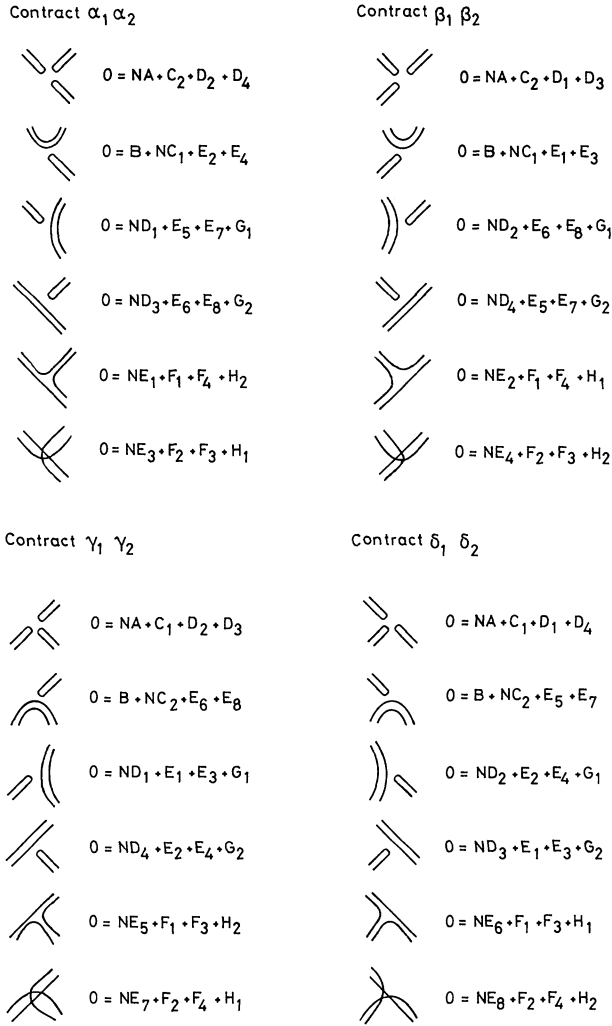 Contract α₁ α₂
0 = NA + C₂ + D₂ + D₄
0 = B + NC₁ + E₂ + E₄
0 = ND₁ + E₅ + E₇ + G₁
0 = ND₃ + E₆ + E₈ + G₂
0 = NE₁ + F₁ + F₄ + H₂
0 = NE₃ + F₂ + F₃ + H₁
Contract β₁ β₂
0 = NA + C₂ + D₁ + D₃
0 = B + NC₁ + E₁ + E₃
0 = ND₂ + E₆ + E₈ + G₁
0 = ND₄ + E₅ + E₇ + G₂
0 = NE₂ + F₁ + F₄ + H₁
0 = NE₄ + F₂ + F₃ + H₂
Contract γ₁ γ₂
0 = NA + C₁ + D₂ + D₃
0 = B + NC₂ + E₆ + E₈
0 = ND₁ + E₁ + E₃ + G₁
0 = ND₄ + E₂ + E₄ + G₂
0 = NE₅ + F₁ + F₃ + H₂
0 = NE₇ + F₂ + F₄ + H₁
Contract δ₁ δ₂
0 = NA + C₁ + D₁ + D₄
0 = B + NC₂ + E₅ + E₇
0 = ND₂ + E₂ + E₄ + G₁
0 = ND₃ + E₁ + E₃ + G₂
0 = NE₆ + F₁ + F₃ + H₁
0 = NE₈ + F₂ + F₄ + H₂